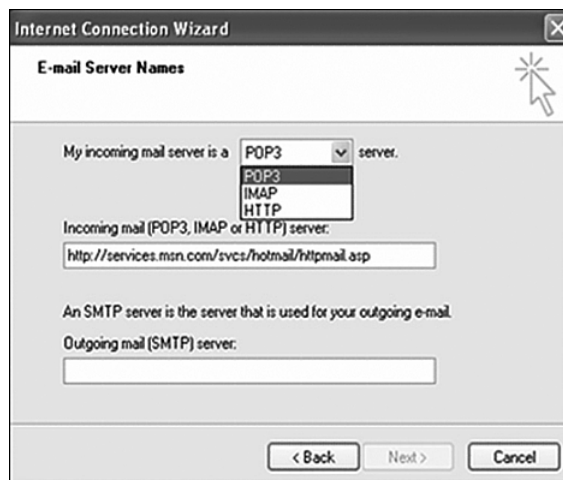 Internet Connection Wizard
E-mail Server Names
My incoming mail server is a POP3 server.
POP3
IMAP
HTTP
Incoming mail (POP3, IMAP or HTTP) server:
http://services.msn.com/svcs/hotmail/httpmail.asp
An SMTP server is the server that is used for your outgoing e-mail.
Outgoing mail (SMTP) server:
< Back Next > Cancel